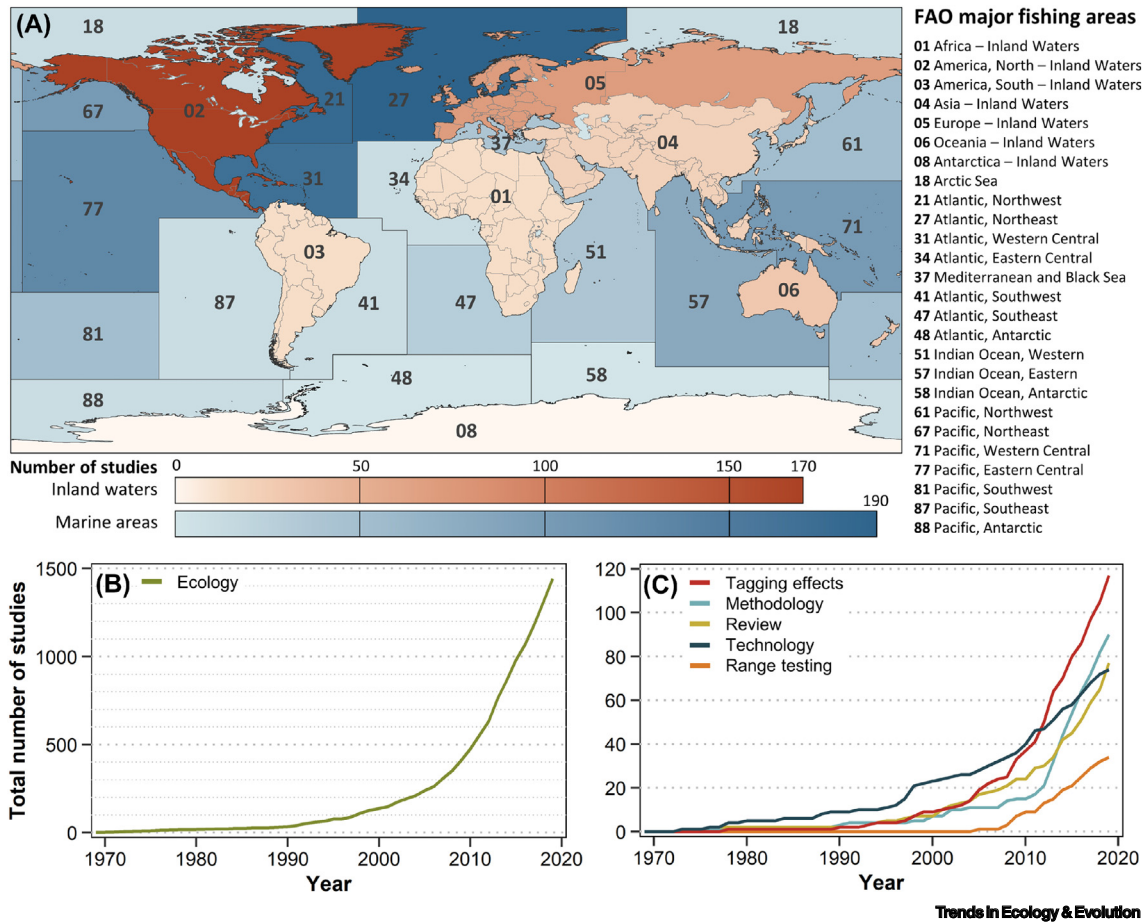 (A)
18
18
FAO major fishing areas
01 Africa – Inland Waters
02 America, North – Inland Waters
03 America, South – Inland Waters
04 Asia – Inland Waters
05 Europe – Inland Waters
06 Oceania – Inland Waters
08 Antarctica – Inland Waters
18 Arctic Sea
21 Atlantic, Northwest
27 Atlantic, Northeast
31 Atlantic, Western Central
34 Atlantic, Eastern Central
37 Mediterranean and Black Sea
41 Atlantic, Southwest
47 Atlantic, Southeast
48 Atlantic, Antarctic
51 Indian Ocean, Western
57 Indian Ocean, Eastern
58 Indian Ocean, Antarctic
61 Pacific, Northwest
67 Pacific, Northeast
71 Pacific, Western Central
77 Pacific, Eastern Central
81 Pacific, Southwest
87 Pacific, Southeast
88 Pacific, Antarctic
67
02
21
27
05
37
04
61
77
31
34
01
71
03
51
87
41
47
57
06
81
88
48
58
08
Number of studies 0 50 100 150 170
Inland waters
190
Marine areas
(B)
Ecology
Total number of studies
1500
1000
500
0
1970 1980 1990 2000 2010 2020
Year
(C)
Tagging effects
Methodology
Review
Technology
Range testing
120
100
80
60
40
20
0
1970 1980 1990 2000 2010 2020
Year
Trends in Ecology & Evolution